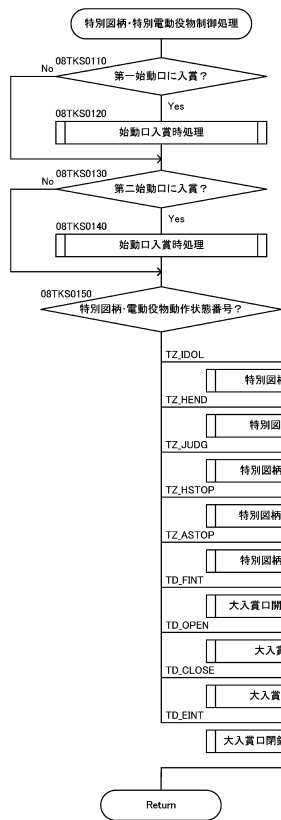 特別図柄・特別電動役物制御処理
08TKS0110
No
第一始動口に入賞？
Yes
08TKS0120
始動口入賞時処理
08TKS0130
No
第二始動口に入賞？
Yes
08TKS0140
始動口入賞時処理
08TKS0150
特別図柄・電動役物動作状態番号？
TZ_IDOL
特別図柄
TZ_HEND
特別図
TZ_JUDG
特別図柄
TZ_HSTOP
特別図柄
TZ_ASTOP
特別図柄
TD_FINT
大入賞口開
TD_OPEN
大入賞
TD_CLOSE
大入賞
TD_EINT
大入賞口閉鎖
Return